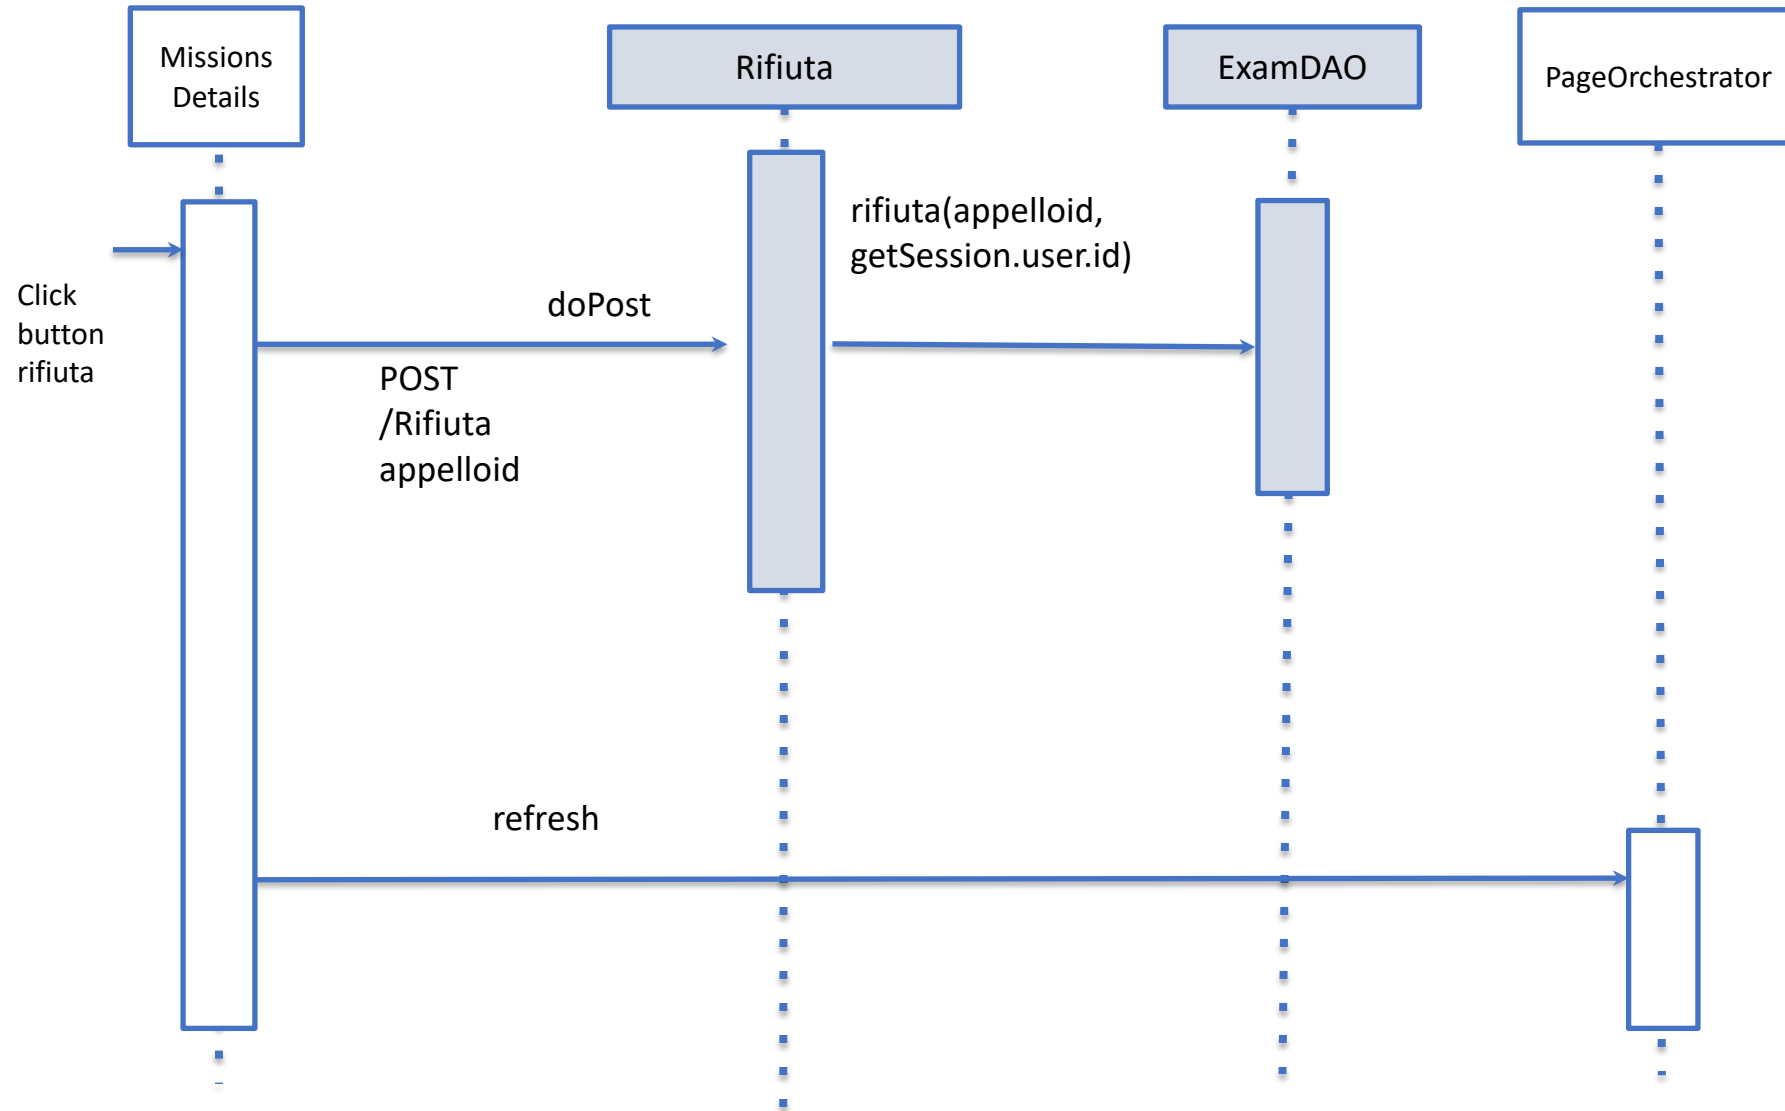 Missions
Details
Rifiuta
ExamDAO
PageOrchestrator
rifiuta(appelloid,
getSession.user.id)
Click
button
rifiuta
doPost
POST
/Rifiuta
appelloid
refresh